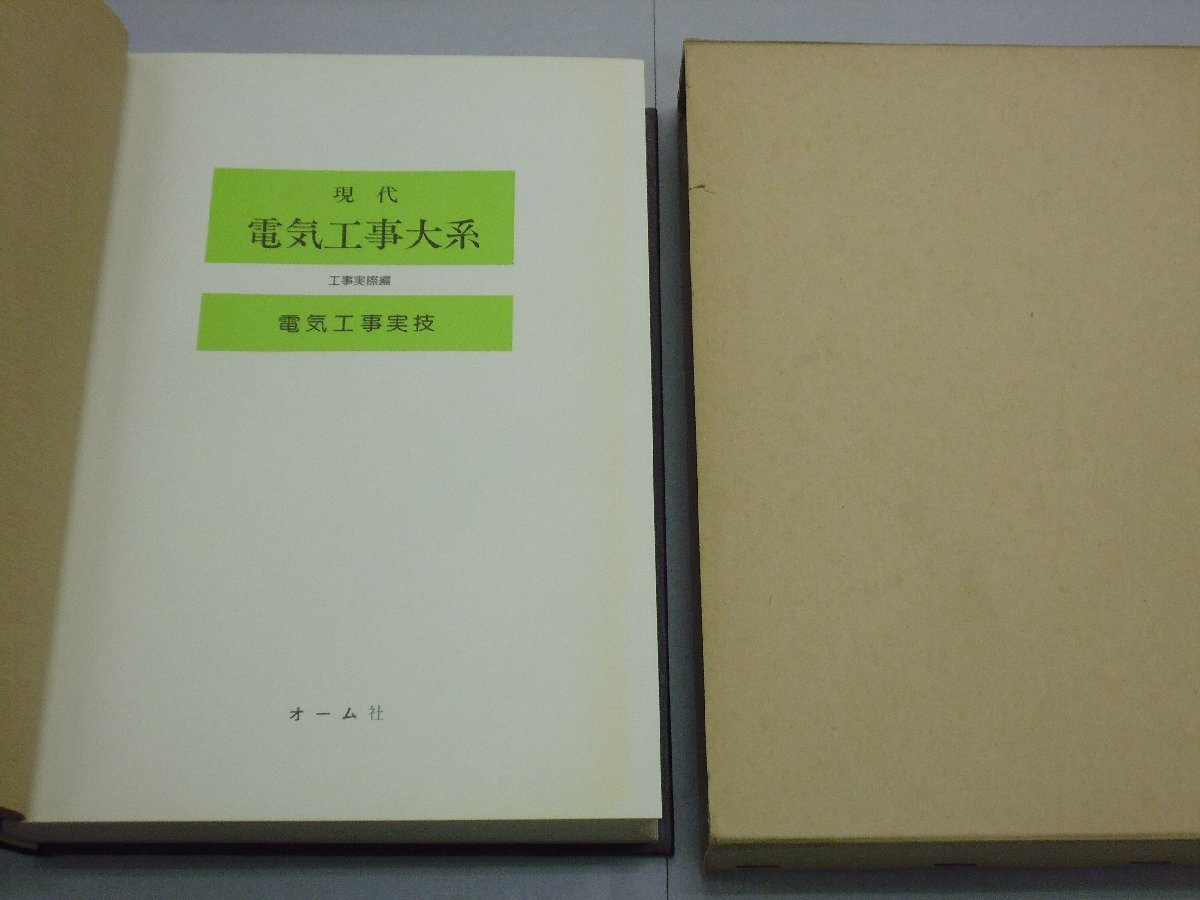 現代
電気工事大系
工事実際編
電気工事実技
オーム社